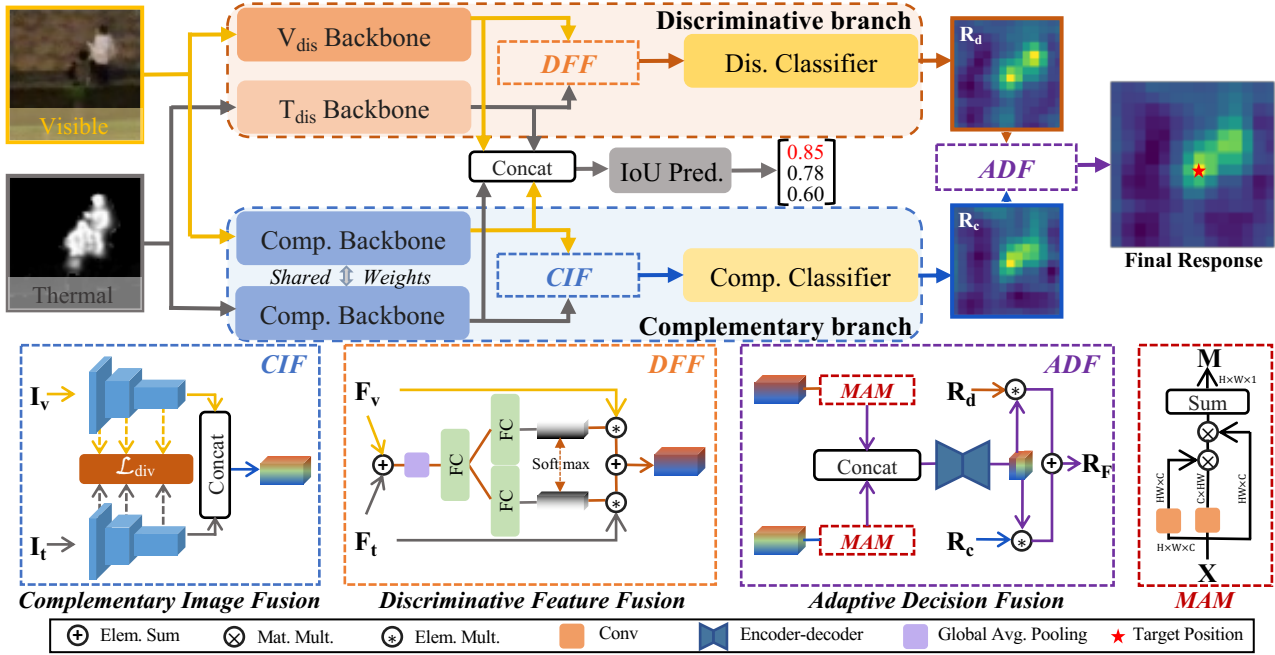 Discriminative branch
V_dis Backbone
DFF
Dis. Classifier
R_d
Visible
T_dis Backbone
Concat
IoU Pred.
0.85
0.78
0.60
ADF
Final Response
Comp. Backbone
Shared Weights
CIF
Comp. Classifier
R_c
Thermal
Comp. Backbone
Complementary branch
CIF
I_v
ℒ_div
Concat
I_t
Complementary Image Fusion
DFF
F_v
FC
FC
FC
Softmax
F_t
Discriminative Feature Fusion
ADF
MAM
R_d
Concat
R_F
MAM
R_c
Adaptive Decision Fusion
M
H×W×1
Sum
HW×C
C×HW
HW×C
H×W×C
X
MAM
Elem. Sum
Mat. Mult.
Elem. Mult.
Conv
Encoder-decoder
Global Avg. Pooling
Target Position